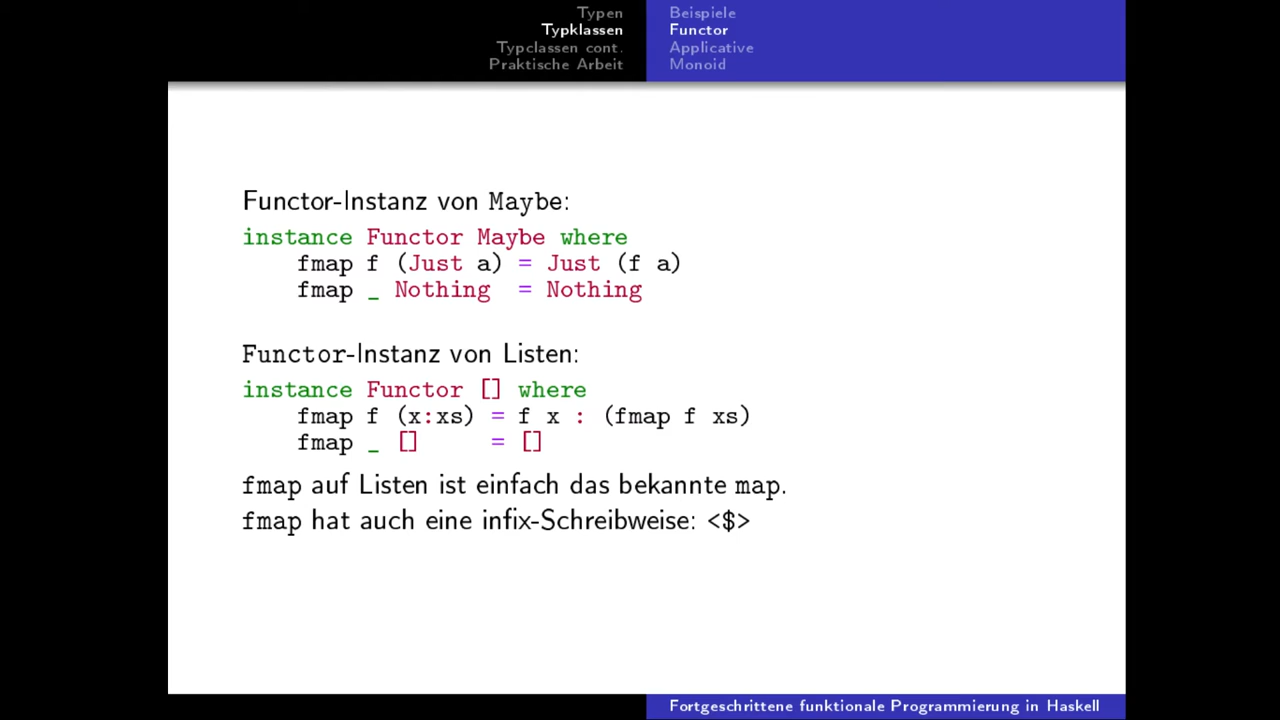 Typen
Typklassen
Typclassen cont.
Praktische Arbeit
Beispiele
Functor
Applicative
Monoid
Functor-Instanz von Maybe:
instance Functor Maybe where
    fmap f (Just a) = Just (f a)
    fmap _ Nothing  = Nothing
Functor-Instanz von Listen:
instance Functor [] where
    fmap f (x:xs) = f x : (fmap f xs)
    fmap _ []     = []
fmap auf Listen ist einfach das bekannte map.
fmap hat auch eine infix-Schreibweise: <$>
Fortgeschrittene funktionale Programmierung in Haskell